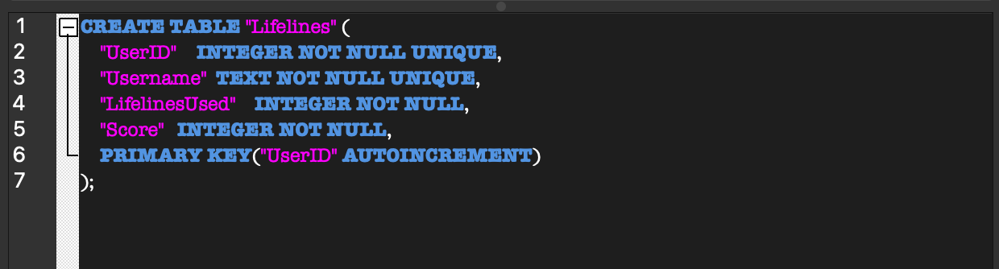 1 CREATE TABLE "Lifelines" (
2 "UserID" INTEGER NOT NULL UNIQUE,
3 "Username" TEXT NOT NULL UNIQUE,
4 "LifelinesUsed" INTEGER NOT NULL,
5 "Score" INTEGER NOT NULL,
6 PRIMARY KEY("UserID" AUTOINCREMENT)
7 );